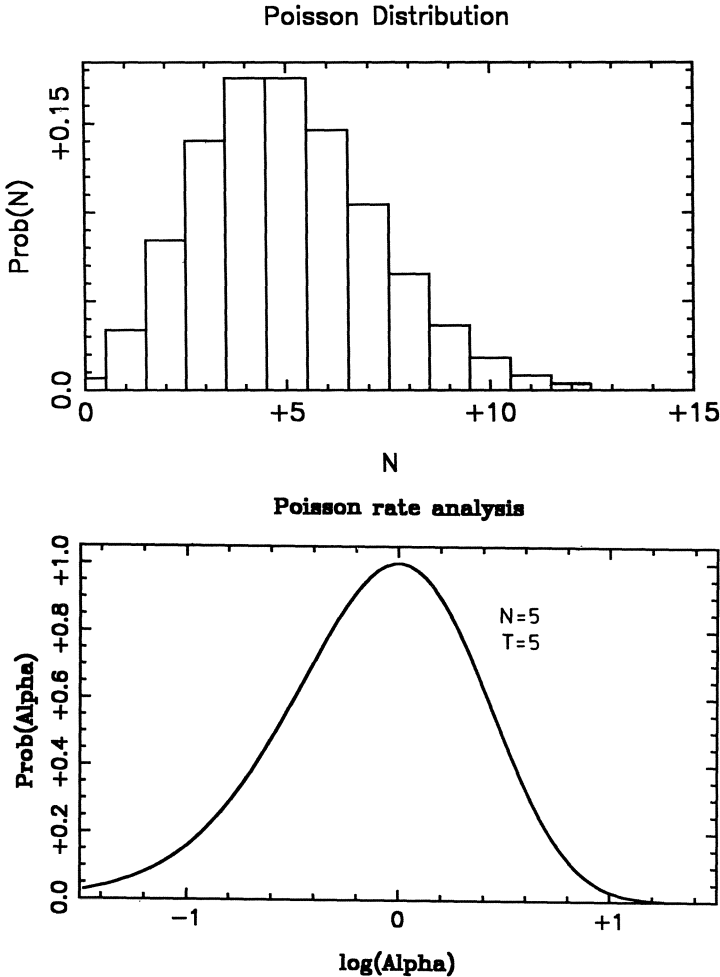 Poisson Distribution
+0.15
Prob(N)
0.0
0 +5 +10 +15
N
Poisson rate analysis
+1.0
+0.8
N=5
T=5
+0.6
Prob(Alpha)
+0.4
+0.2
0.0
−1 0 +1
log(Alpha)